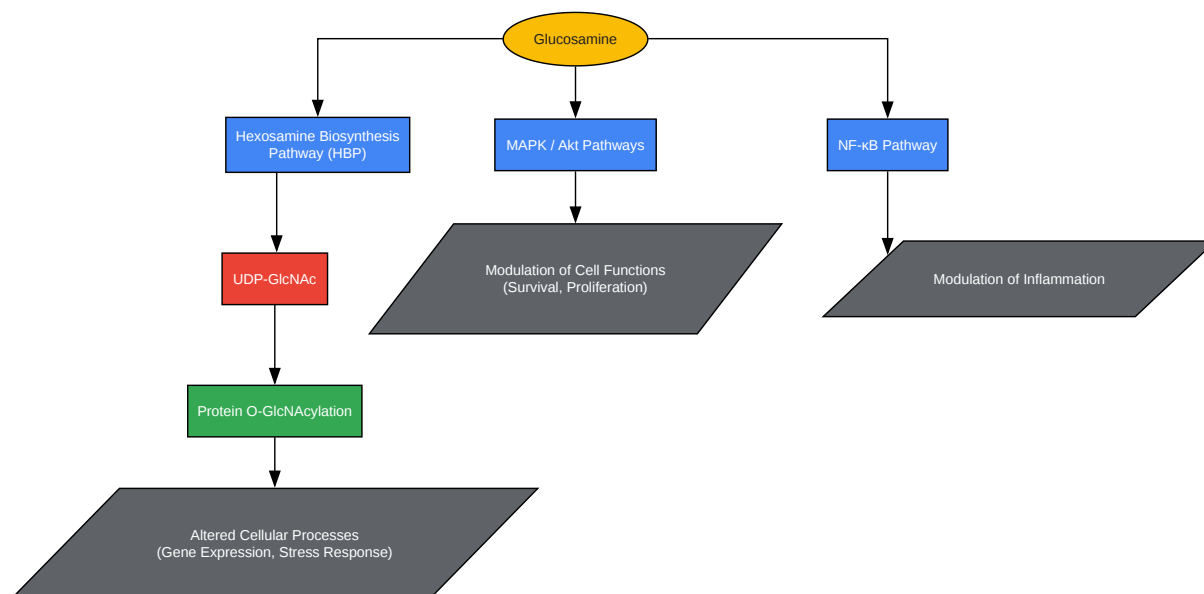 Glucosamine
Hexosamine Biosynthesis
Pathway (HBP)
MAPK / Akt Pathways
NF-κB Pathway
Modulation of Cell Functions
(Survival, Proliferation)
UDP-GlcNAc
Modulation of Inflammation
Protein O-GlcNAcylation
Altered Cellular Processes
(Gene Expression, Stress Response)